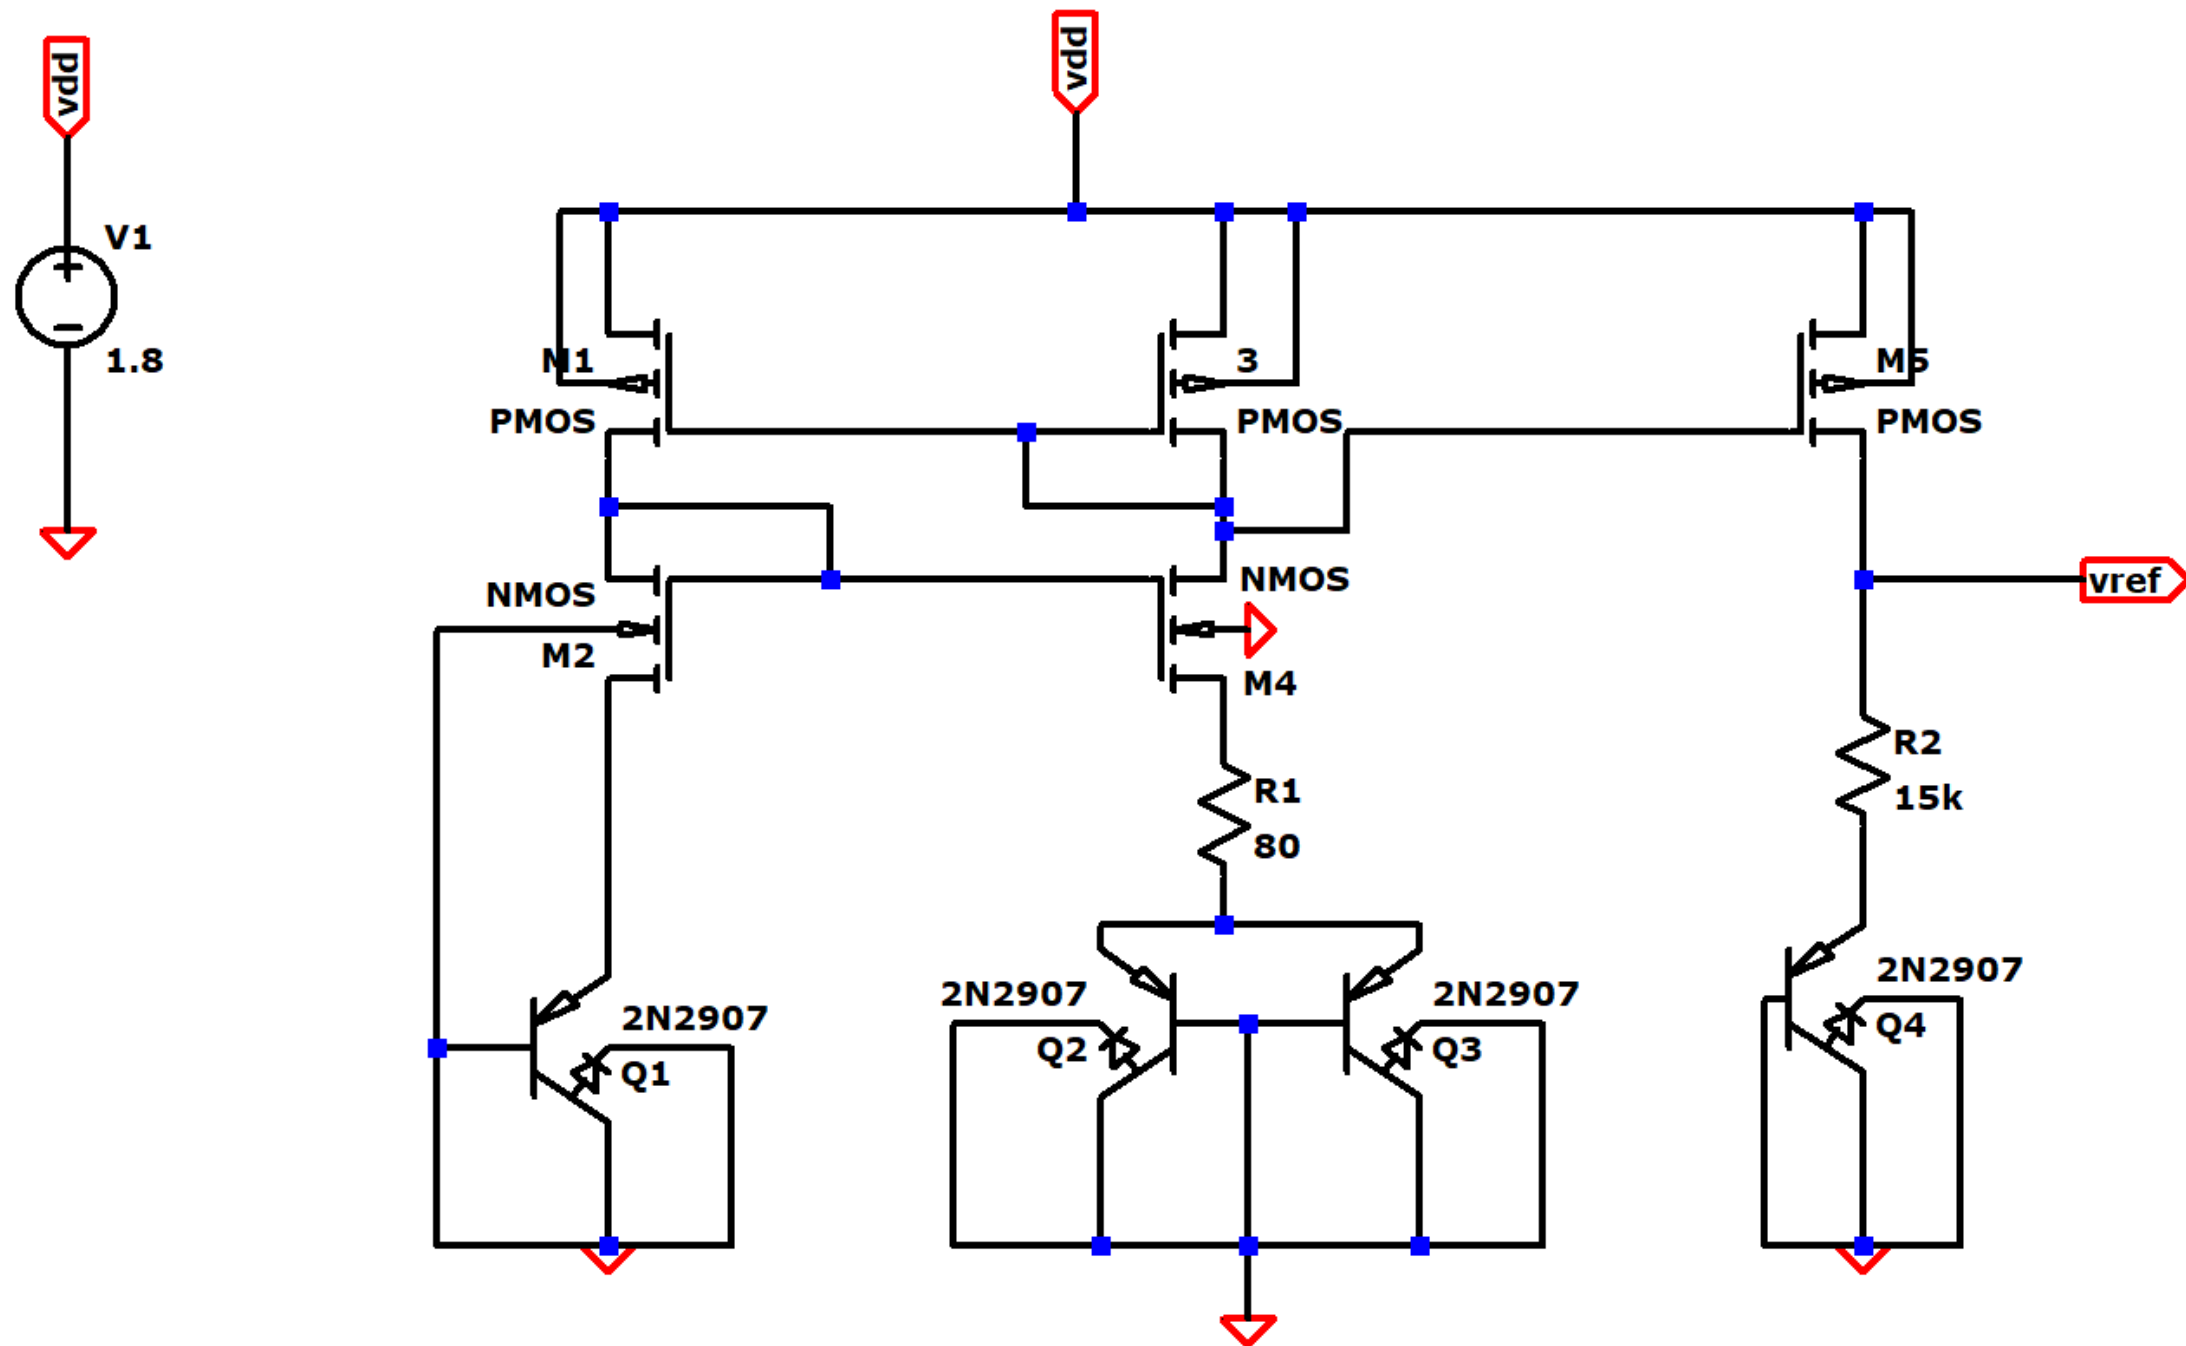 vdd
vdd
V1
1.8
M1
PMOS
3
PMOS
M5
PMOS
NMOS
M2
NMOS
M4
vref
R1
80
R2
15k
2N2907
Q1
2N2907
Q2
2N2907
Q3
2N2907
Q4